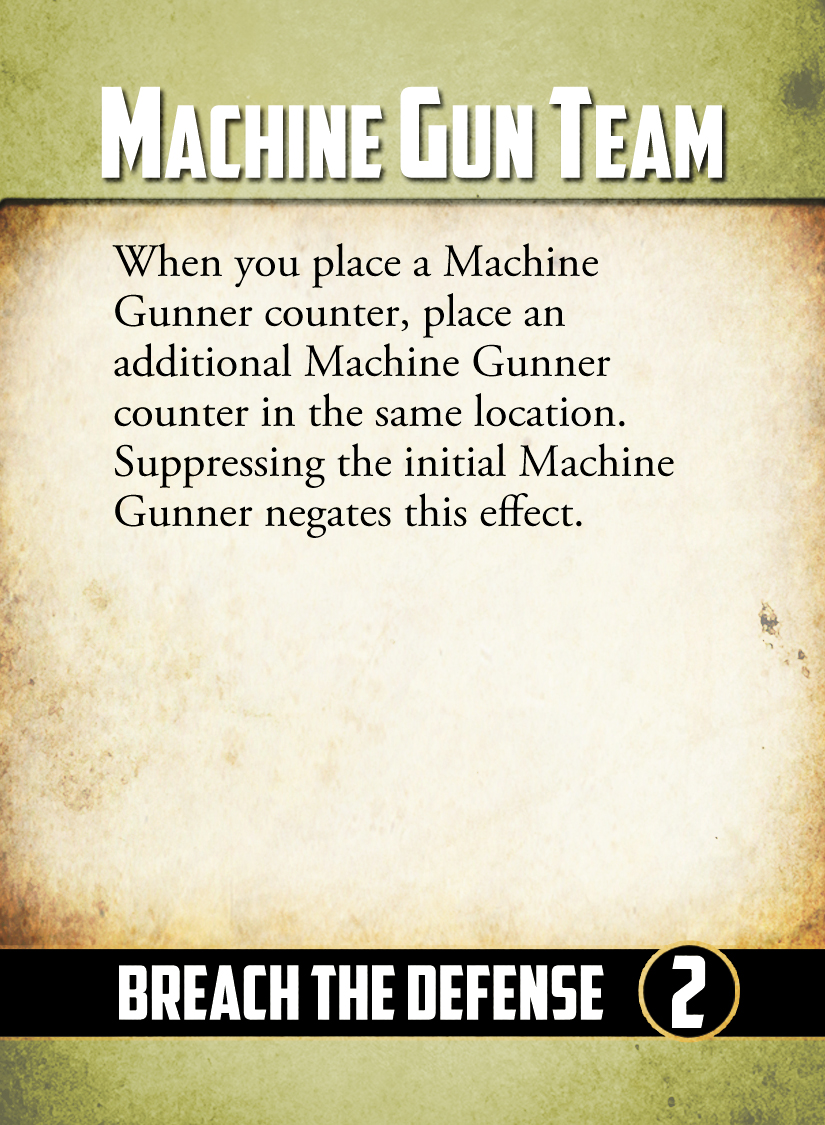 Machine Gun Team
When you place a Machine
Gunner counter, place an
additional Machine Gunner
counter in the same location.
Suppressing the initial Machine
Gunner negates this effect.
BREACH THE DEFENSE 2